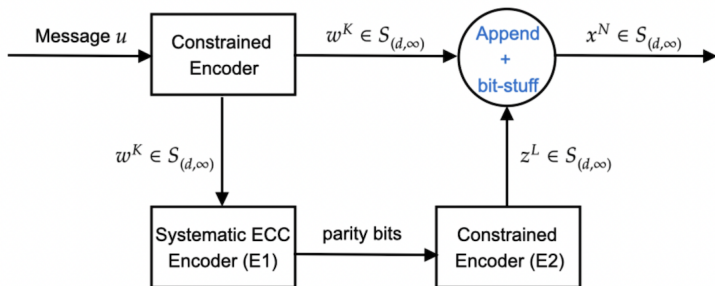 Message u
Constrained
Encoder
w^K ∈ S_(d,∞)
Append
+
bit-stuff
x^N ∈ S_(d,∞)
w^K ∈ S_(d,∞)
z^L ∈ S_(d,∞)
Systematic ECC
Encoder (E1)
parity bits
Constrained
Encoder (E2)